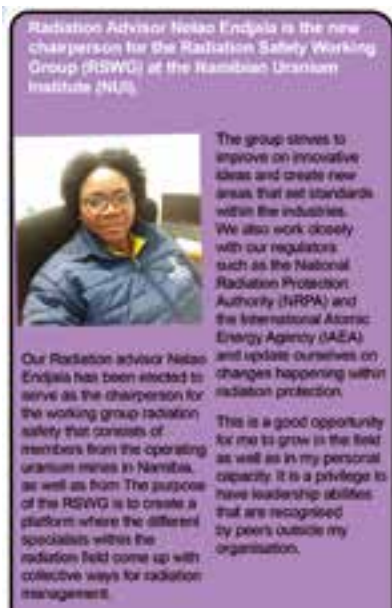 Radiation Advisor Nelao Endjala is the new
chairperson for the Radiation Safety Working
Group (RSWG) at the Namibian Uranium
Institute (NUI).
Our Radiation advisor Nelao
Endjala has been elected to
serve as the chairperson for
the working group radiation
safety that consists of
members from the operating
uranium mines in Namibia,
as well as from The purpose
of the RSWG is to create a
platform where the different
specialists within the
radiation field come up with
collective ways for radiation
management.
The group strives to
improve on innovative
ideas and create new
areas that set standards
within the industries.
We also work closely
with our regulators
such as the National
Radiation Protection
Authority (NRPA) and
the International Atomic
Energy Agency (IAEA)
and update ourselves on
changes happening within
radiation protection.
This is a good opportunity
for me to grow in the field
as well as in my personal
capacity. It is a privilege to
have leadership abilities
that are recognised
by peers outside my
organisation.